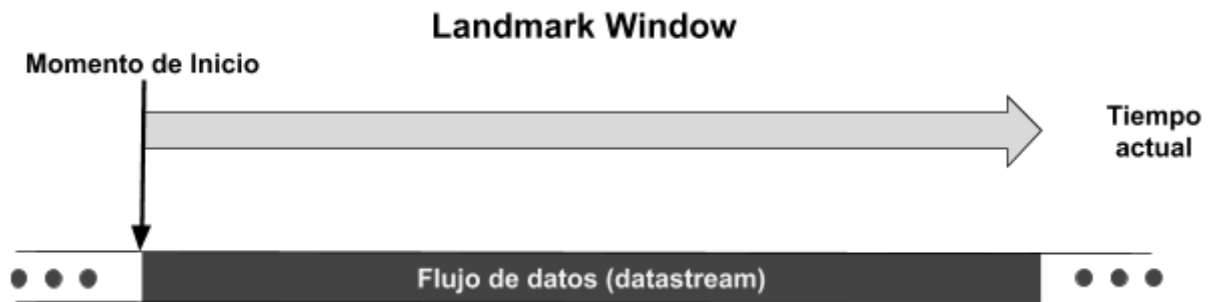 Landmark Window
Momento de Inicio
Tiempo
actual
Flujo de datos (datastream)